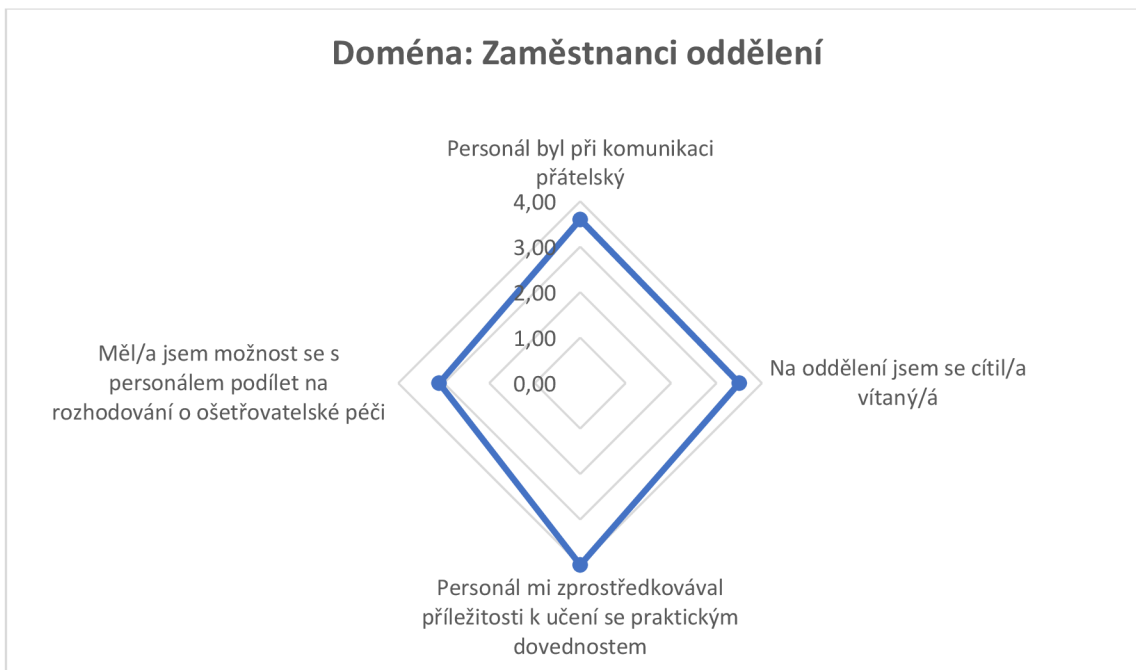 Doména: Zaměstnanci oddělení
Personál byl při komunikaci
přátelský
4,00
3,00
2,00
1,00
0,00
Měl/a jsem možnost se s
personálem podílet na
rozhodování o ošetřovatelské péči
Na oddělení jsem se cítil/a
vítaný/á
Personál mi zprostředkovával
příležitosti k učení se praktickým
dovednostem